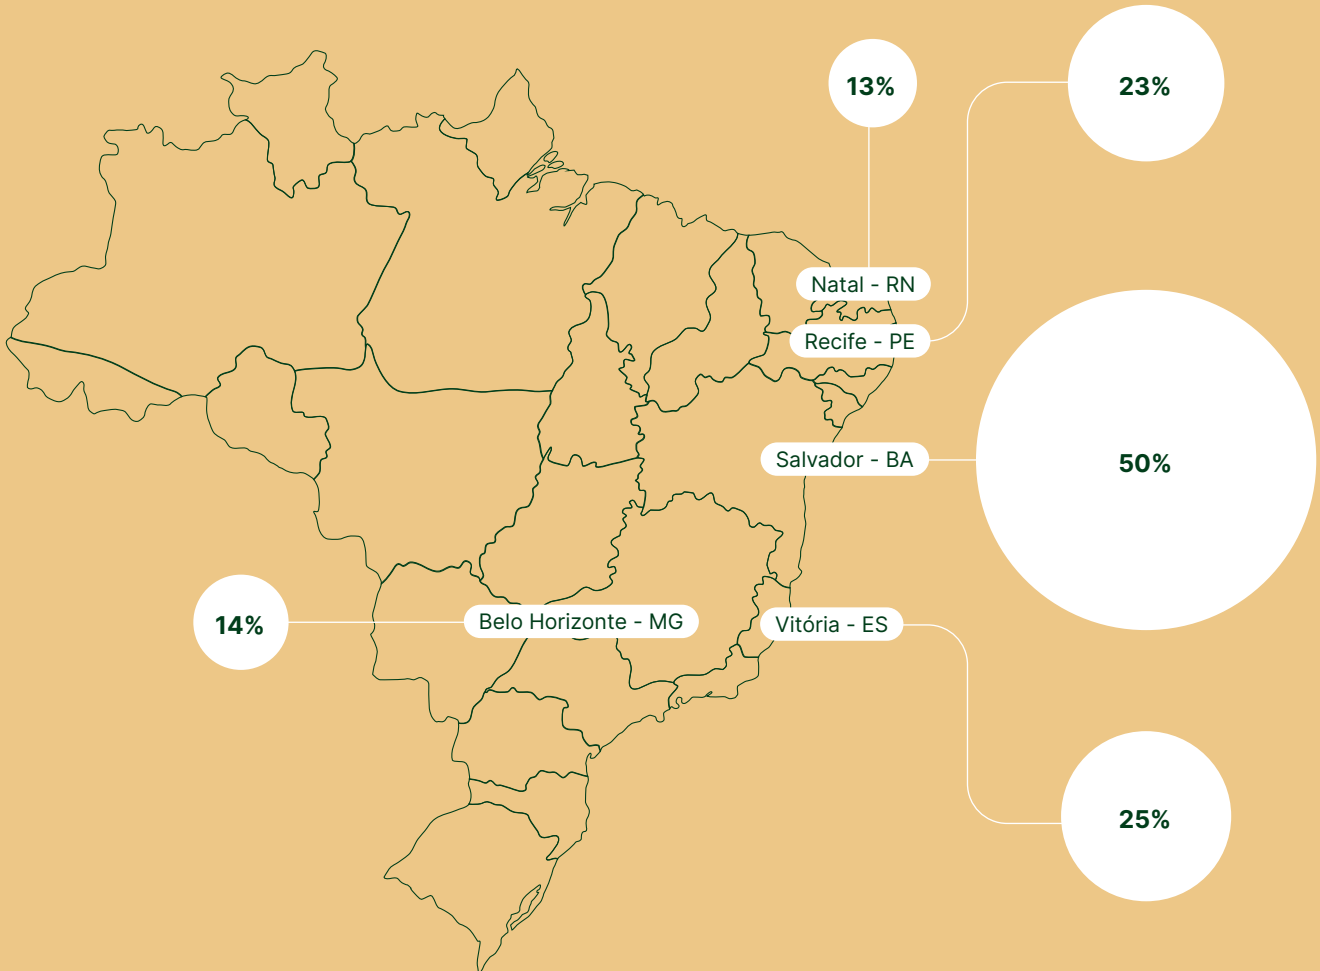 13%
23%
Natal - RN
Recife - PE
Salvador - BA
50%
14%
Belo Horizonte - MG
Vitória - ES
25%